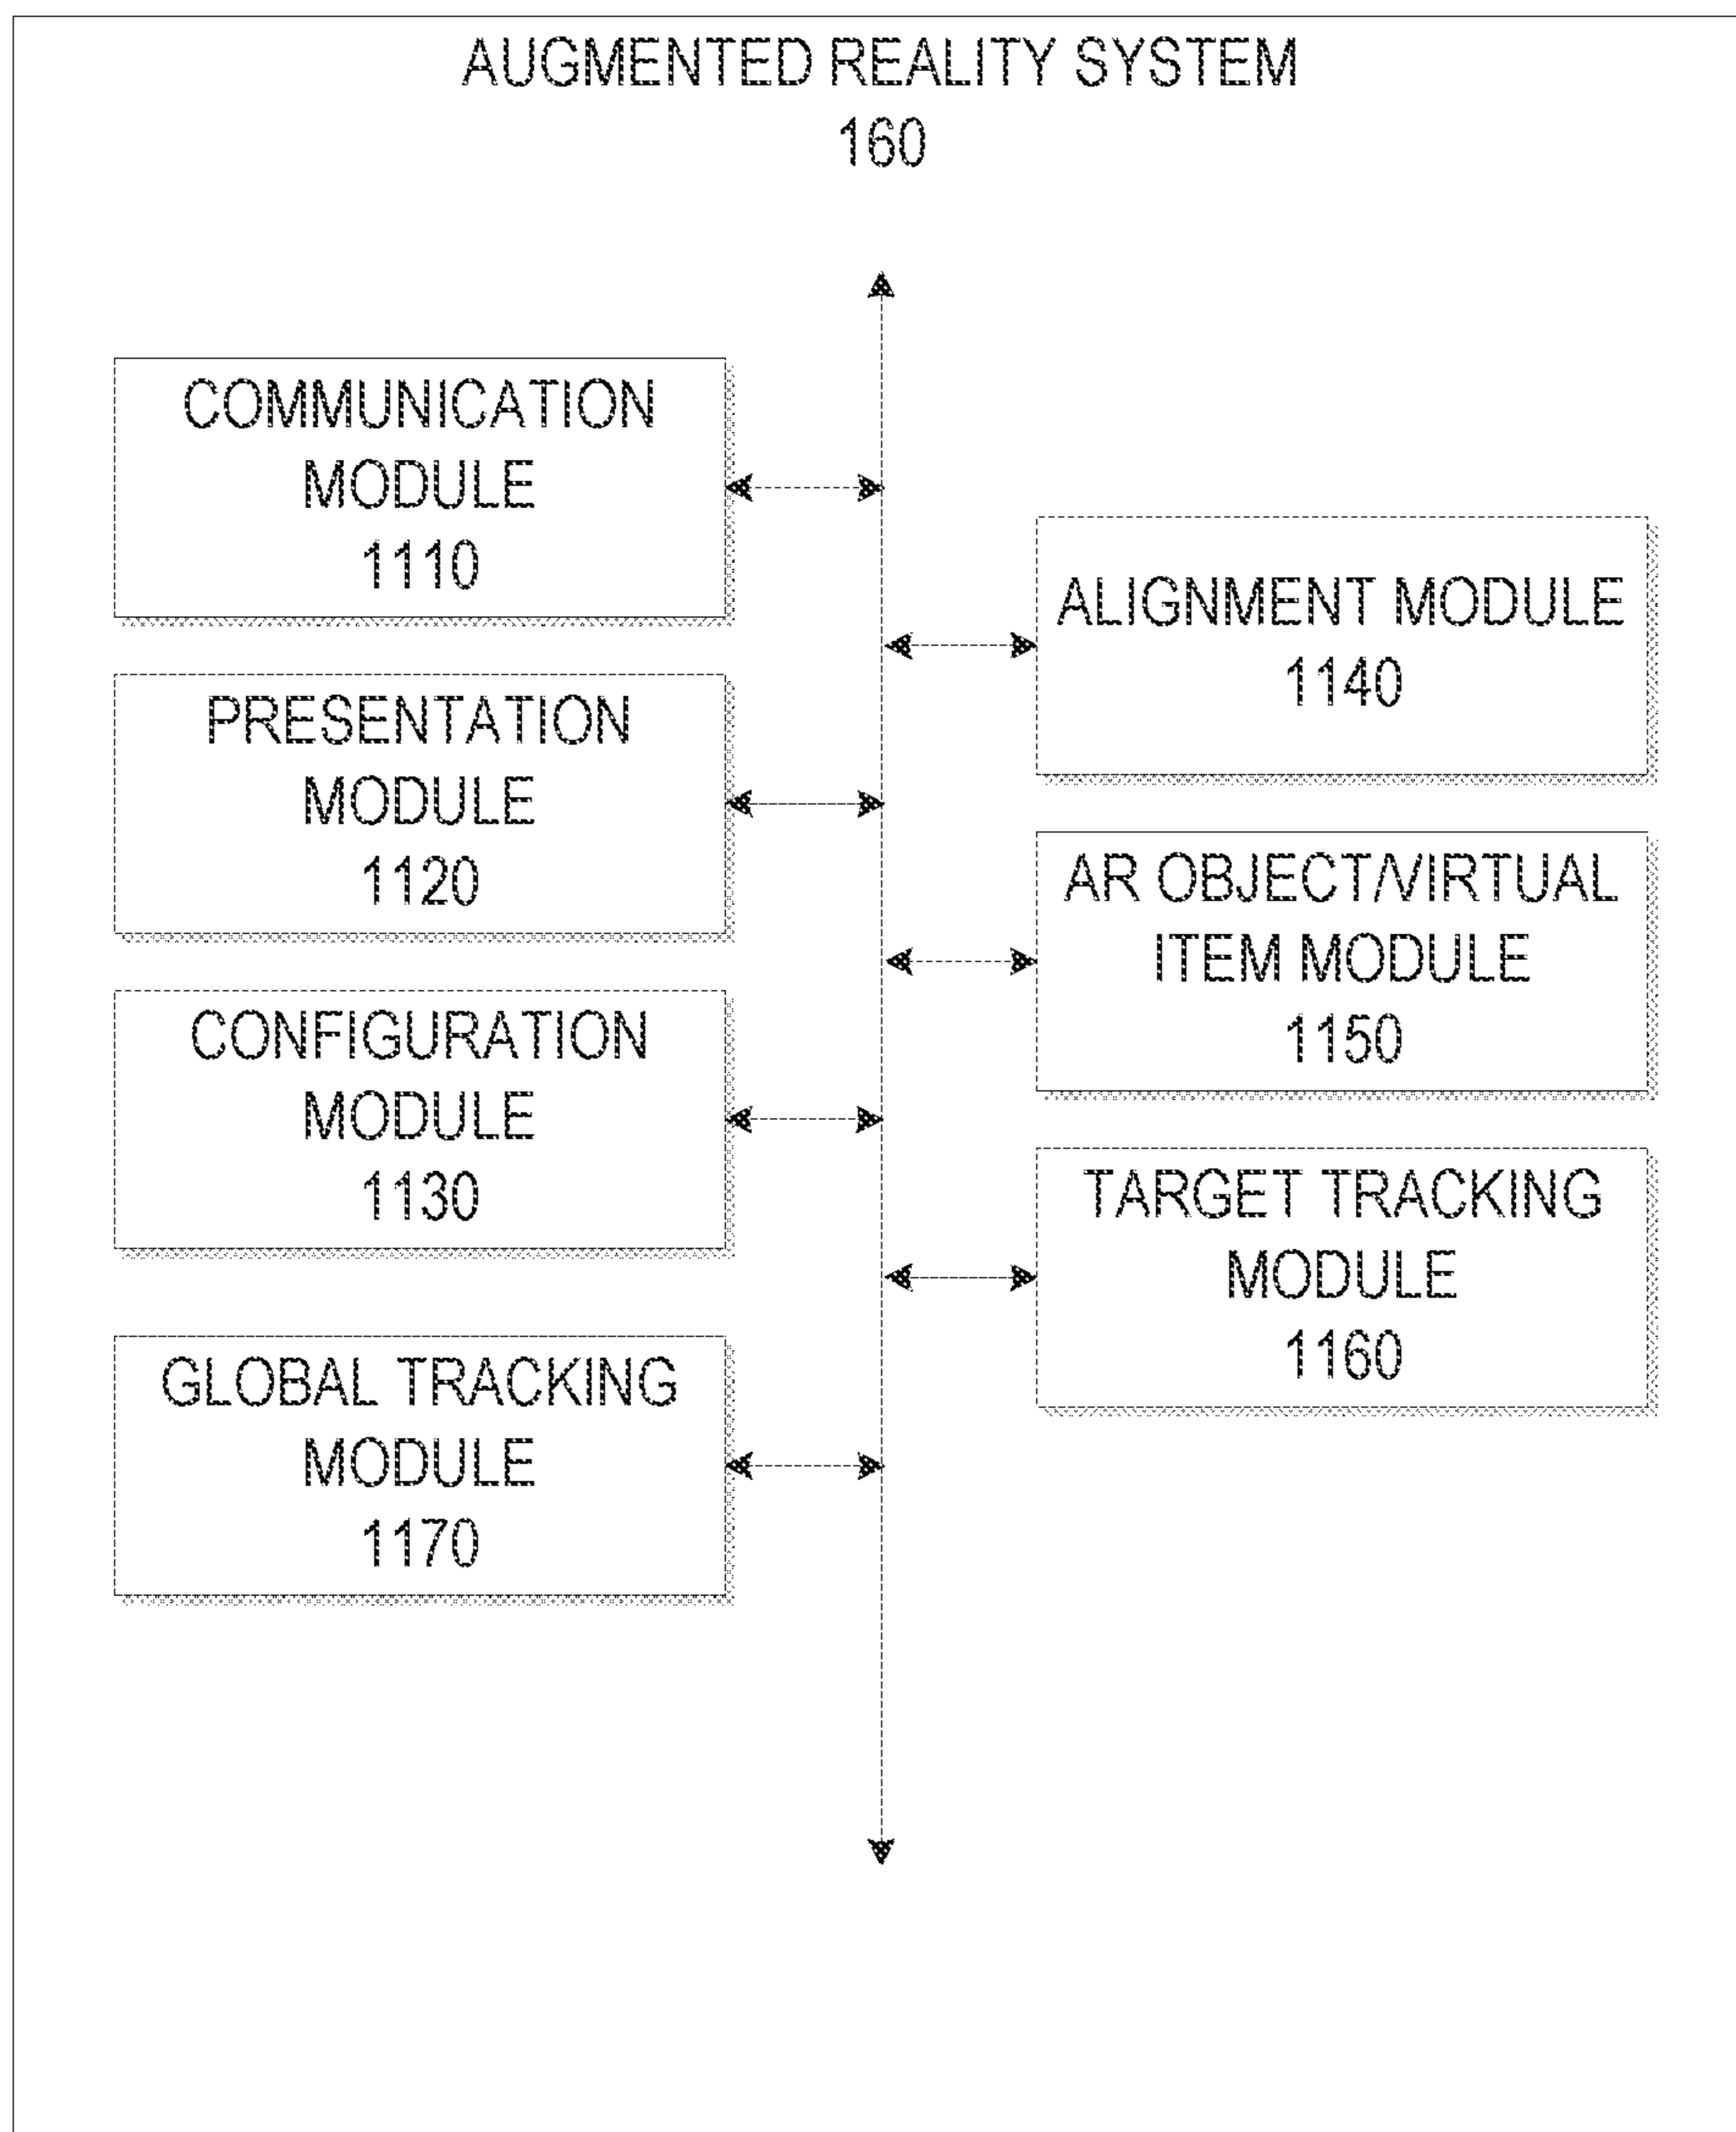 AUGMENTED REALITY SYSTEM
160
COMMUNICATION
MODULE
1110
PRESENTATION
MODULE
1120
CONFIGURATION
MODULE
1130
GLOBAL TRACKING
MODULE
1170
ALIGNMENT MODULE
1140
AR OBJECT/VIRTUAL
ITEM MODULE
1150
TARGET TRACKING
MODULE
1160